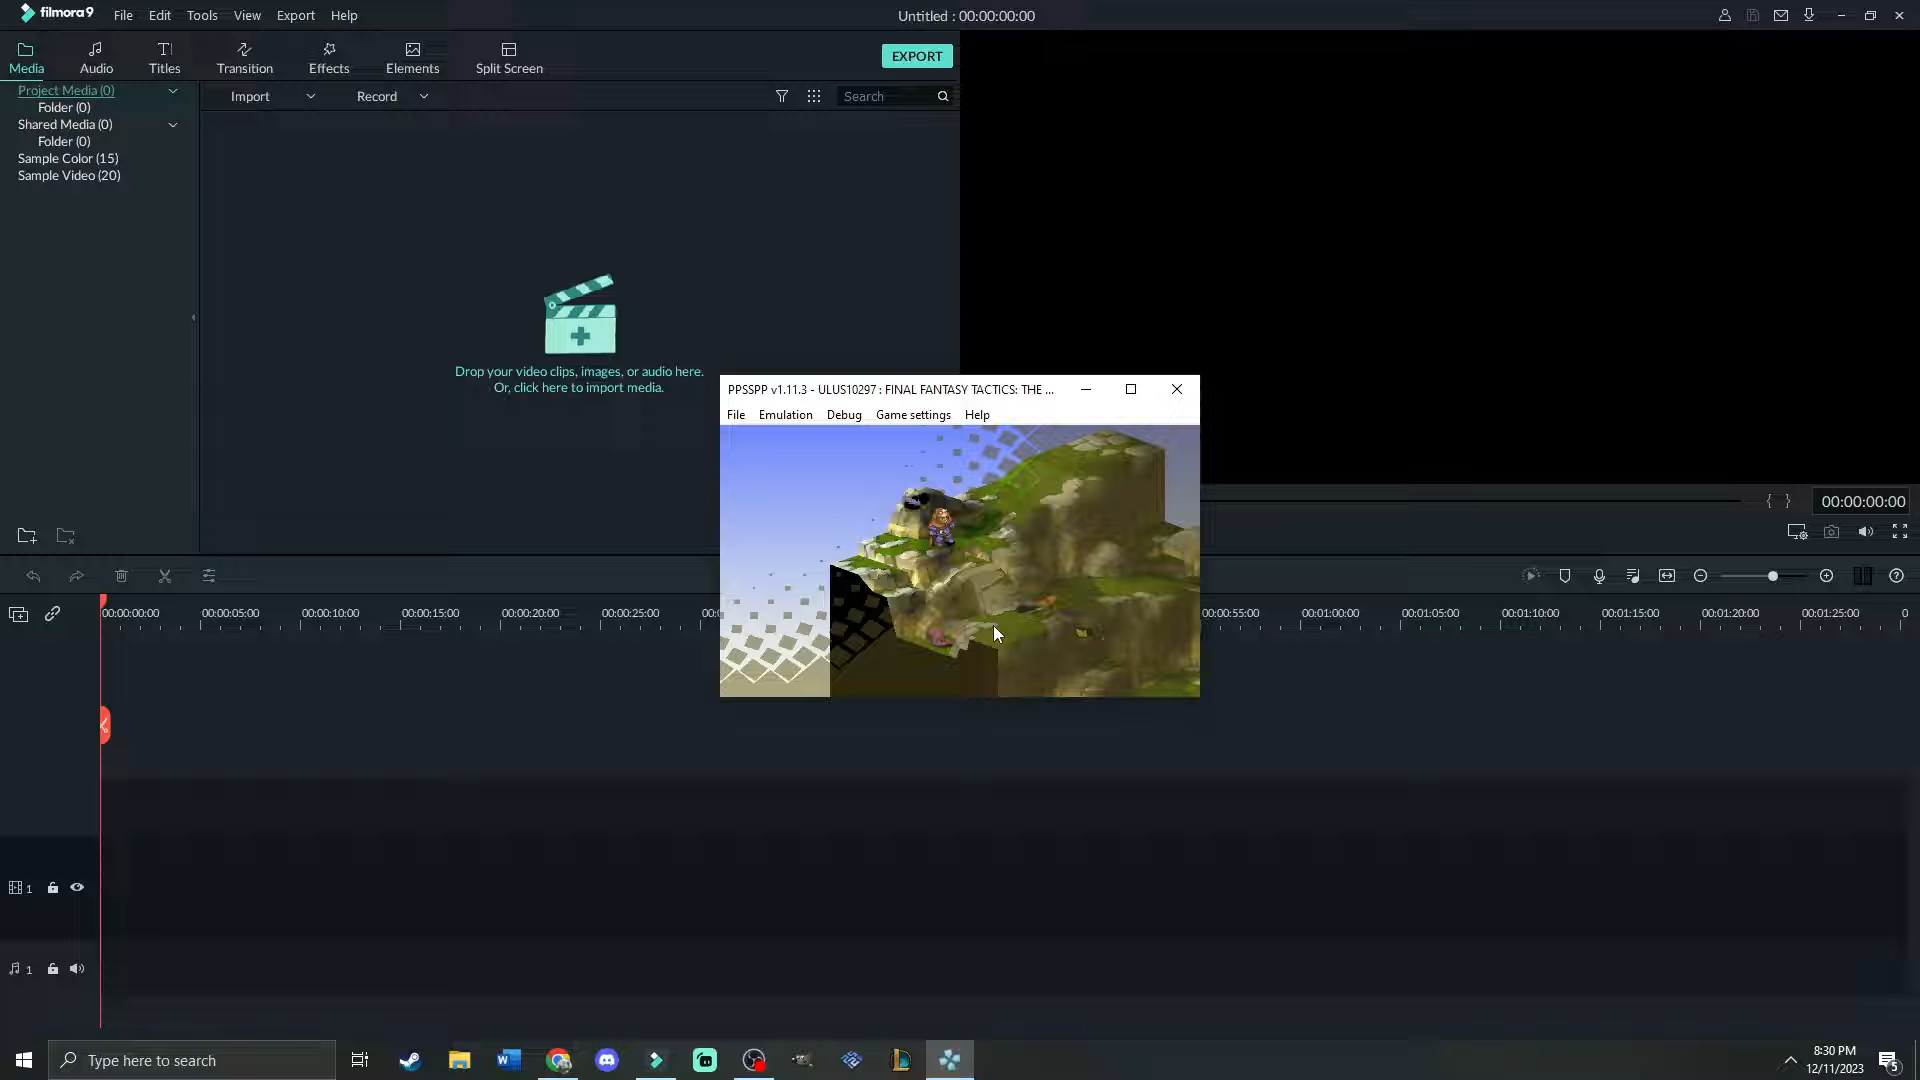 filmora9 File Edit Tools View Export Help Untitled : 00:00:00:00
Media Audio Titles Transition Effects Elements Split Screen EXPORT
Project Media (0)
Folder (0)
Shared Media (0)
Folder (0)
Sample Color (15)
Sample Video (20)
Import Record Search
Drop your video clips, images, or audio here.
Or, click here to import media.
PPSSPP v1.11.3 - ULUS10297 : FINAL FANTASY TACTICS: THE ...
File Emulation Debug Game settings Help
{ } 00:00:00:00
00:00:00:00 00:00:05:00 00:00:10:00 00:00:15:00 00:00:20:00 00:00:25:00 00: 00:00:55:00 00:01:00:00 00:01:05:00 00:01:10:00 00:01:15:00 00:01:20:00 00:01:25:00 0
1
1
Type here to search
8:30 PM
12/11/2023
5